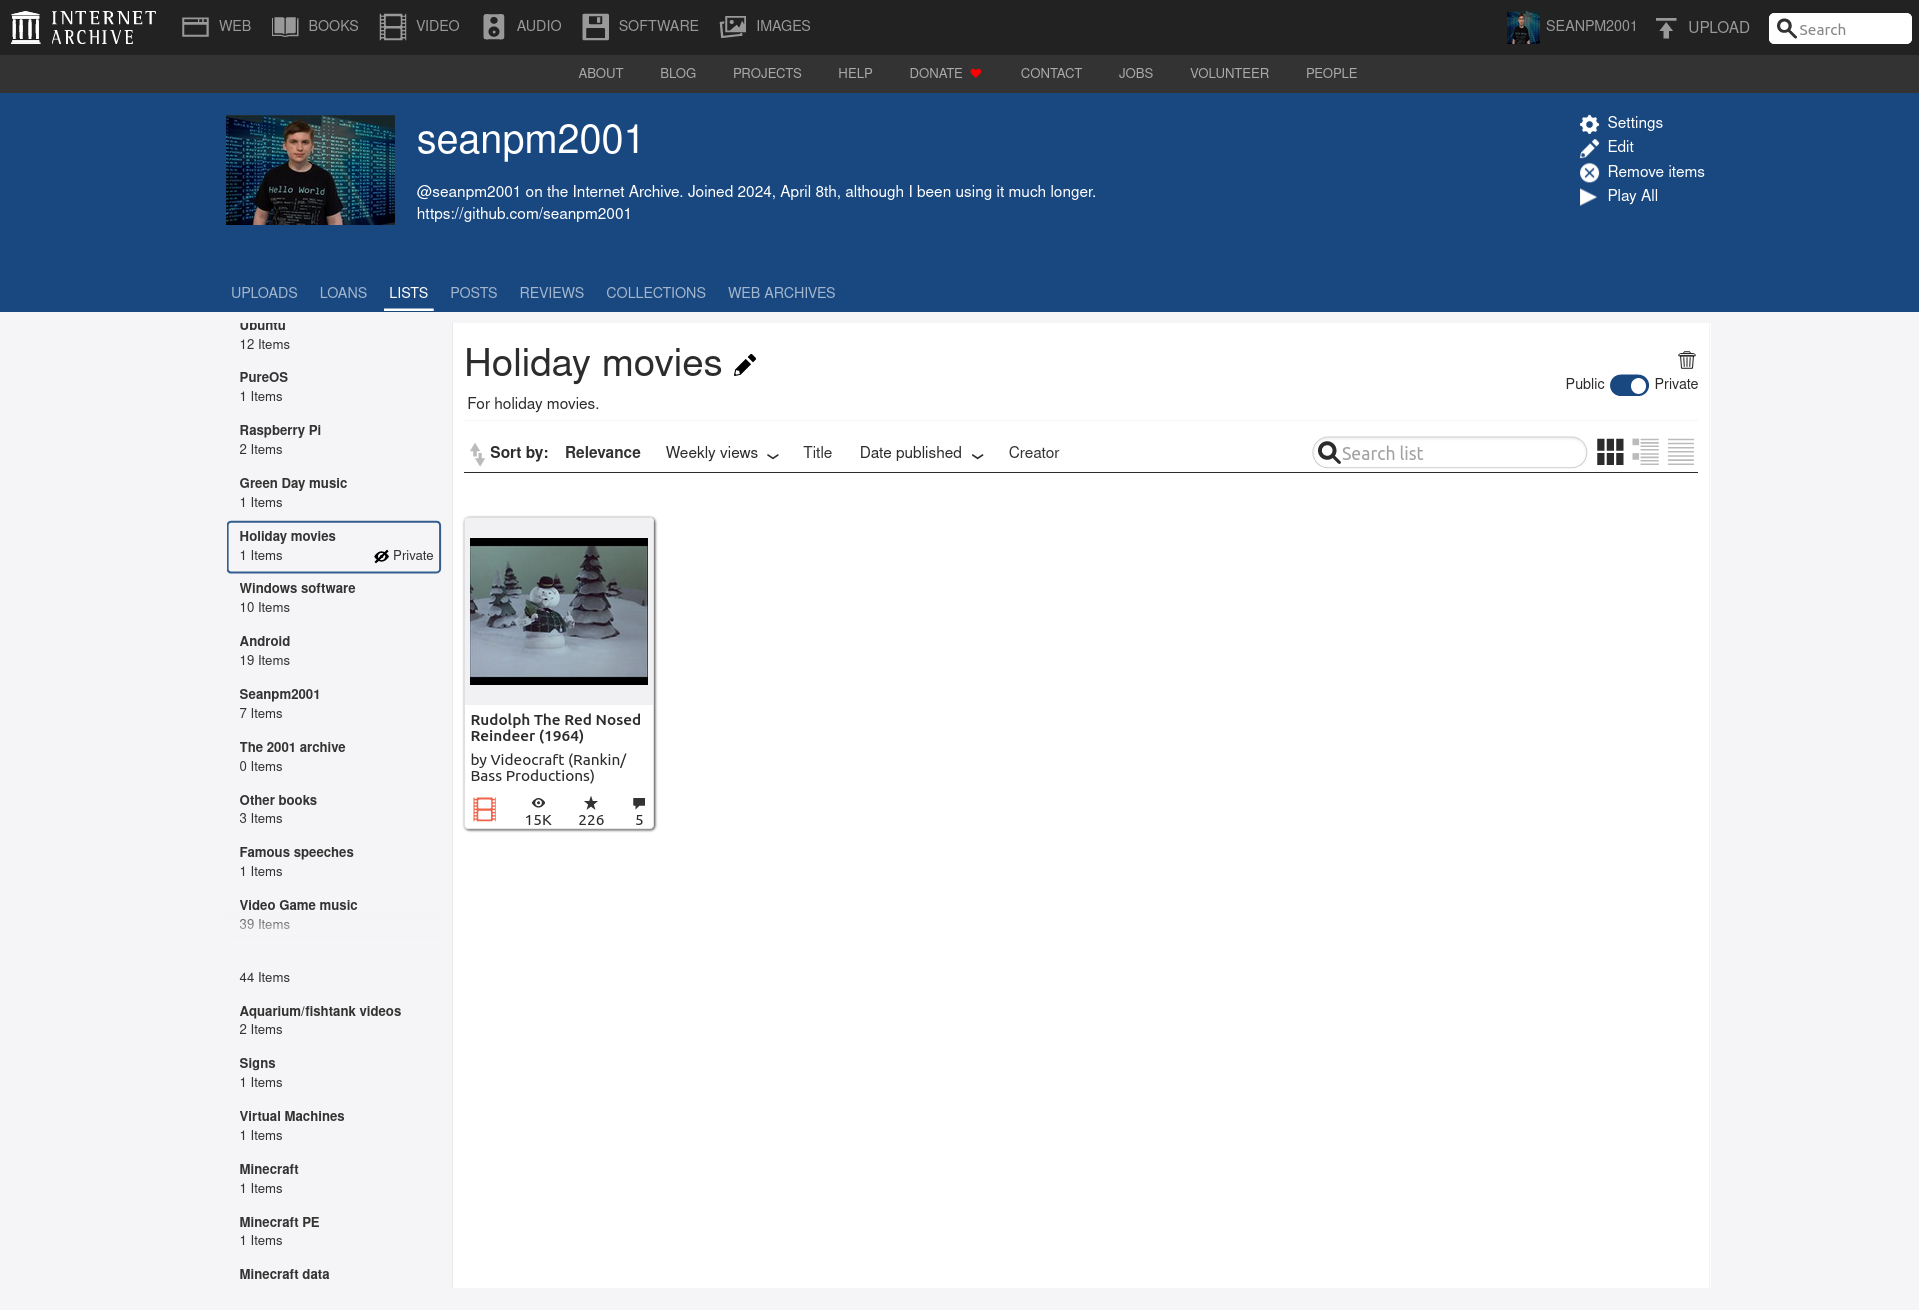 INTERNET ARCHIVE
WEB
BOOKS
VIDEO
AUDIO
SOFTWARE
IMAGES
SEANPM2001
UPLOAD
Search
ABOUT
BLOG
PROJECTS
HELP
DONATE
CONTACT
JOBS
VOLUNTEER
PEOPLE
Hello World
seanpm2001
@seanpm2001 on the Internet Archive. Joined 2024, April 8th, although I been using it much longer.
https://github.com/seanpm2001
Settings
Edit
Remove items
Play All
UPLOADS
LOANS
LISTS
POSTS
REVIEWS
COLLECTIONS
WEB ARCHIVES
Ubuntu
12 Items
PureOS
1 Items
Raspberry Pi
2 Items
Green Day music
1 Items
Holiday movies
1 Items
Private
Windows software
10 Items
Android
19 Items
Seanpm2001
7 Items
The 2001 archive
0 Items
Other books
3 Items
Famous speeches
1 Items
Video Game music
39 Items
44 Items
Aquarium/fishtank videos
2 Items
Signs
1 Items
Virtual Machines
1 Items
Minecraft
1 Items
Minecraft PE
1 Items
Minecraft data
Holiday movies
For holiday movies.
Public
Private
Sort by:
Relevance
Weekly views
Title
Date published
Creator
Search list
Rudolph The Red Nosed
Reindeer (1964)
by Videocraft (Rankin/
Bass Productions)
15K
226
5